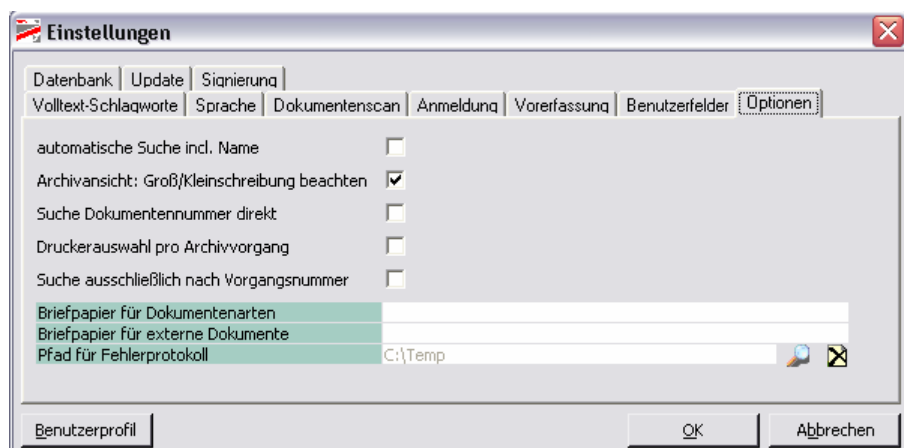 Einstellungen
Datenbank Update Signierung
Volltext-Schlagworte Sprache Dokumentenscan Anmeldung Vorerfassung Benutzerfelder Optionen
automatische Suche incl. Name
Archivansicht: Groß/Kleinschreibung beachten
Suche Dokumentennummer direkt
Druckerauswahl pro Archivvorgang
Suche ausschließlich nach Vorgangsnummer
Briefpapier für Dokumentenarten
Briefpapier für externe Dokumente
Pfad für Fehlerprotokoll C:\Temp
Benutzerprofil OK Abbrechen